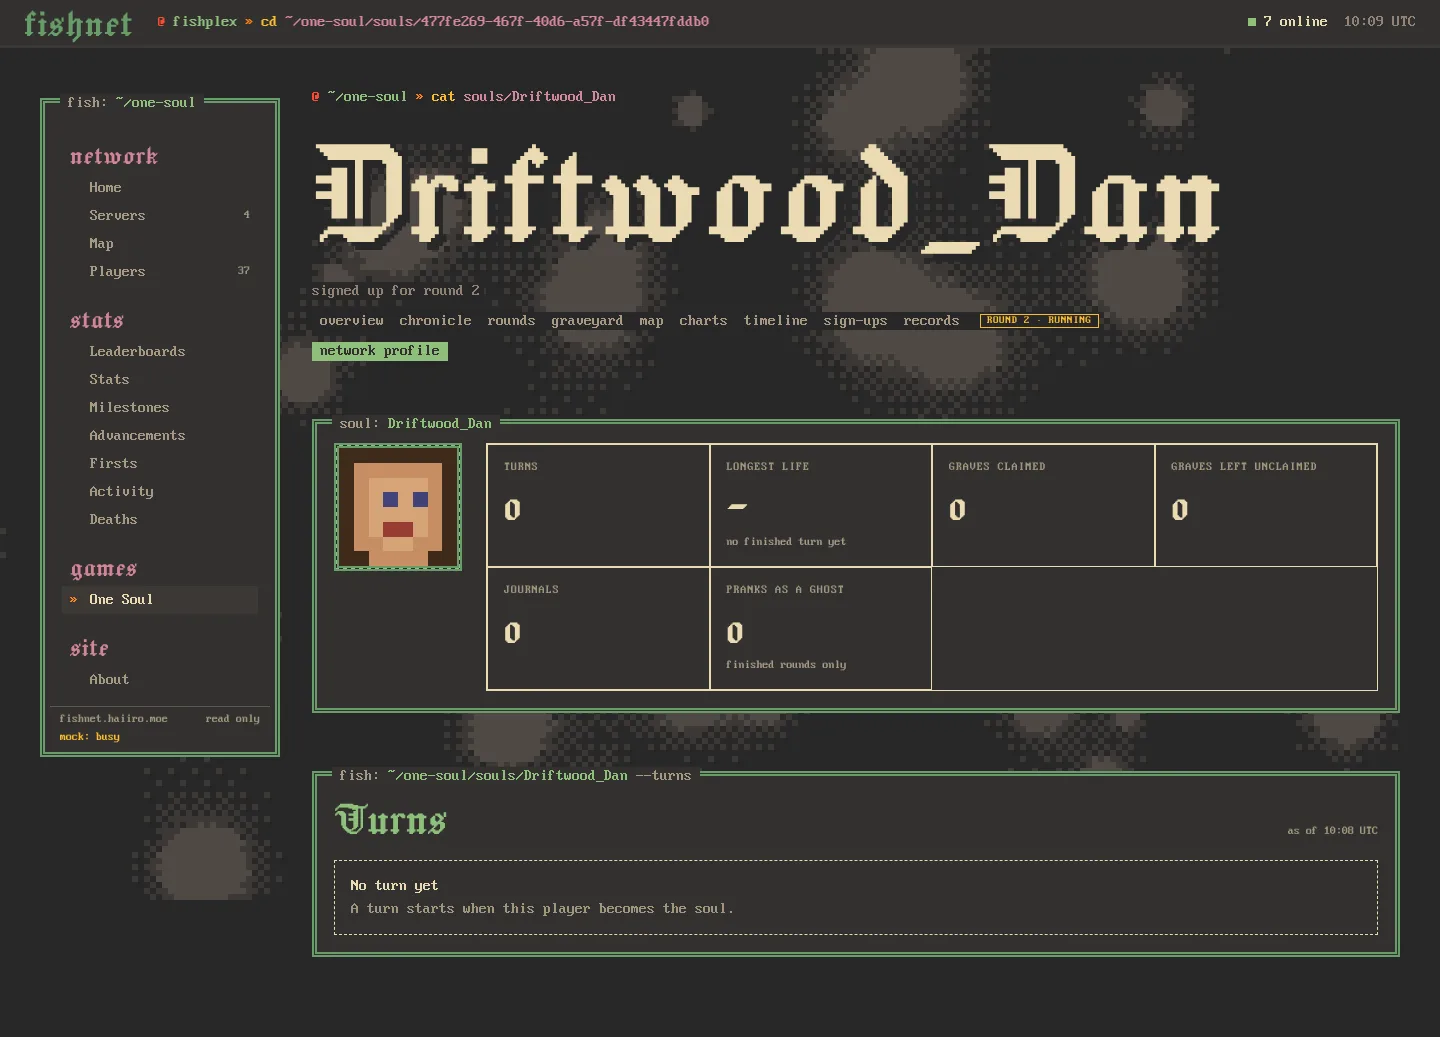 fishnet @ fishplex » cd ~/one-soul/souls/477fe269-467f-40d6-a57f-df43447fddb0 7 online 10:09 UTC
fish: ~/one-soul
network
Home
Servers 4
Map
Players 37
stats
Leaderboards
Stats
Milestones
Advancements
Firsts
Activity
Deaths
games
» One Soul
site
About
fishnet.haiiro.moe read only
mock: busy
@ ~/one-soul » cat souls/Driftwood_Dan
Driftwood_Dan
signed up for round 2
overview chronicle rounds graveyard map charts timeline sign-ups records ROUND 2 · RUNNING
network profile
soul: Driftwood_Dan
TURNS
0
LONGEST LIFE
–
no finished turn yet
GRAVES CLAIMED
0
GRAVES LEFT UNCLAIMED
0
JOURNALS
0
PRANKS AS A GHOST
0
finished rounds only
fish: ~/one-soul/souls/Driftwood_Dan --turns
Turns
as of 10:08 UTC
No turn yet
A turn starts when this player becomes the soul.